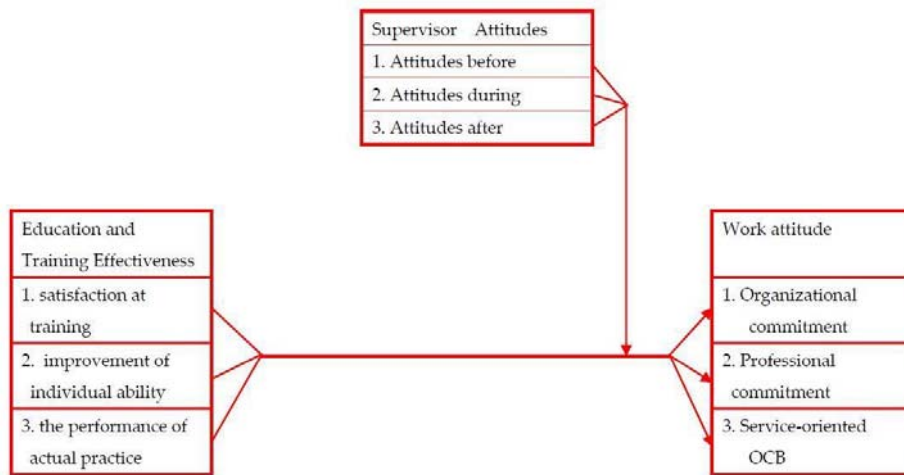 Supervisor Attitudes
1. Attitudes before
2. Attitudes during
3. Attitudes after
Education and
Training Effectiveness
1. satisfaction at
training
2. improvement of
individual ability
3. the performance of
actual practice
Work attitude
1. Organizational
commitment
2. Professional
commitment
3. Service-oriented
OCB